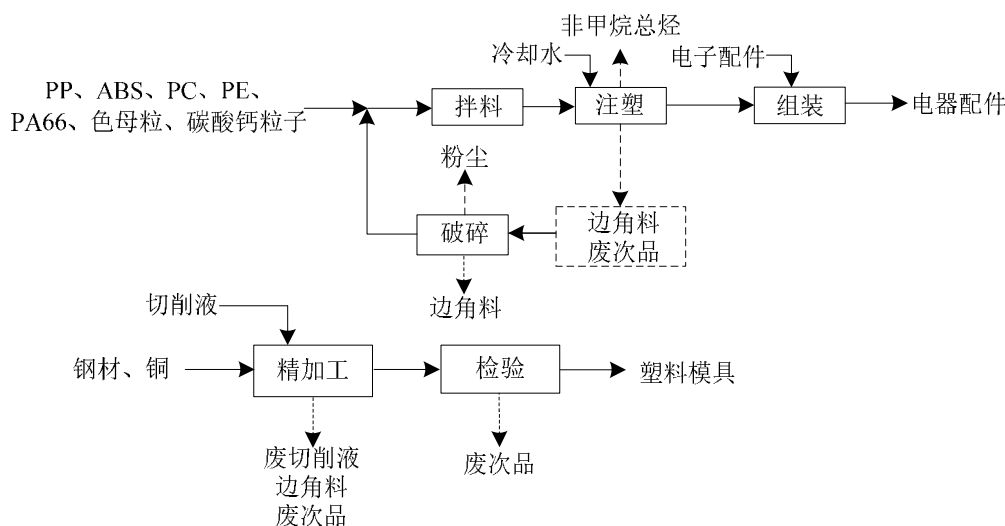 非甲烷总烃
冷却水
电子配件
PP、ABS、PC、PE、
PA66、色母粒、碳酸钙粒子
拌料
注塑
组装
电器配件
粉尘
破碎
边角料
废次品
边角料
切削液
钢材、铜
精加工
检验
塑料模具
废切削液
边角料
废次品
废次品